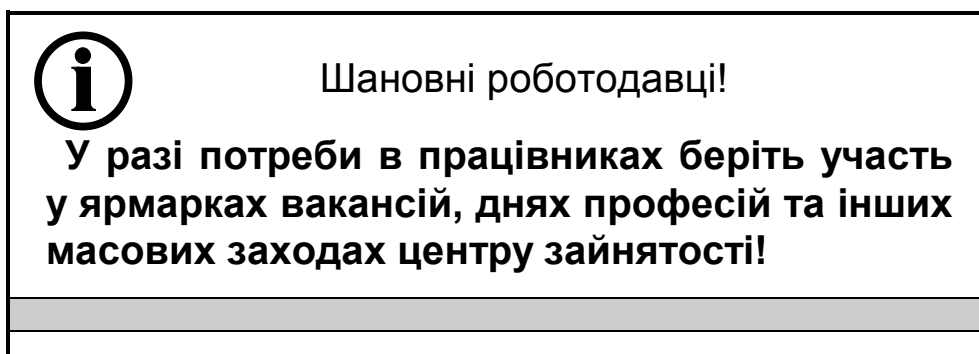 Шановні роботодавці!
У разі потреби в працівниках беріть участь
у ярмарках вакансій, днях професій та інших
масових заходах центру зайнятості!